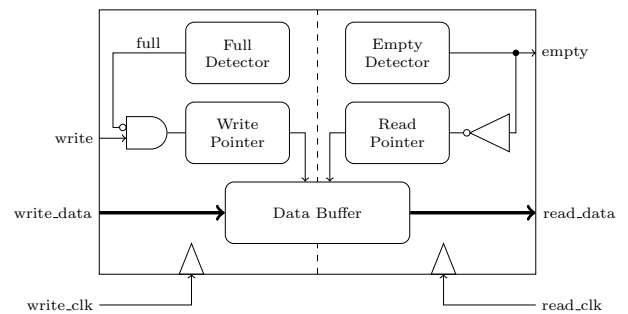 full
Full
Detector
Empty
Detector
empty
write
Write
Pointer
Read
Pointer
write_data
Data Buffer
read_data
write_clk
read_clk